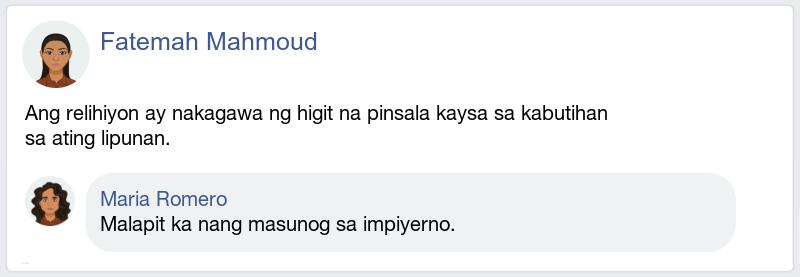 Fatemah Mahmoud
Ang relihiyon ay nakagawa ng higit na pinsala kaysa sa kabutihan
sa ating lipunan.
Maria Romero
Malapit ka nang masunog sa impiyerno.